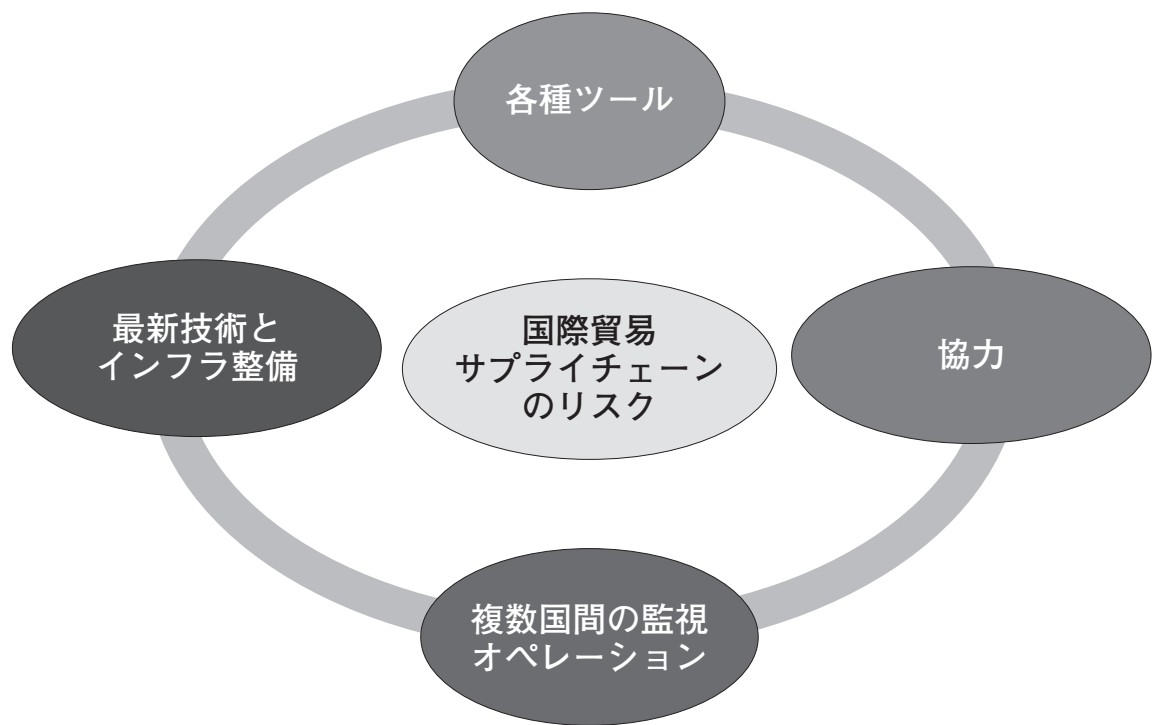 各種ツール
最新技術と
インフラ整備
国際貿易
サプライチェーン
のリスク
協力
複数国間の監視
オペレーション